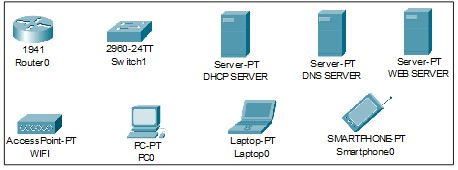 1941
Router0
2960-24TT
Switch1
Server-PT
DHCP SERVER
Server-PT
DNS SERVER
Server-PT
WEB SERVER
AccessPoint-PT
WIFI
PC-PT
PC0
Laptop-PT
Laptop0
SMARTPHONE-PT
Smartphone0